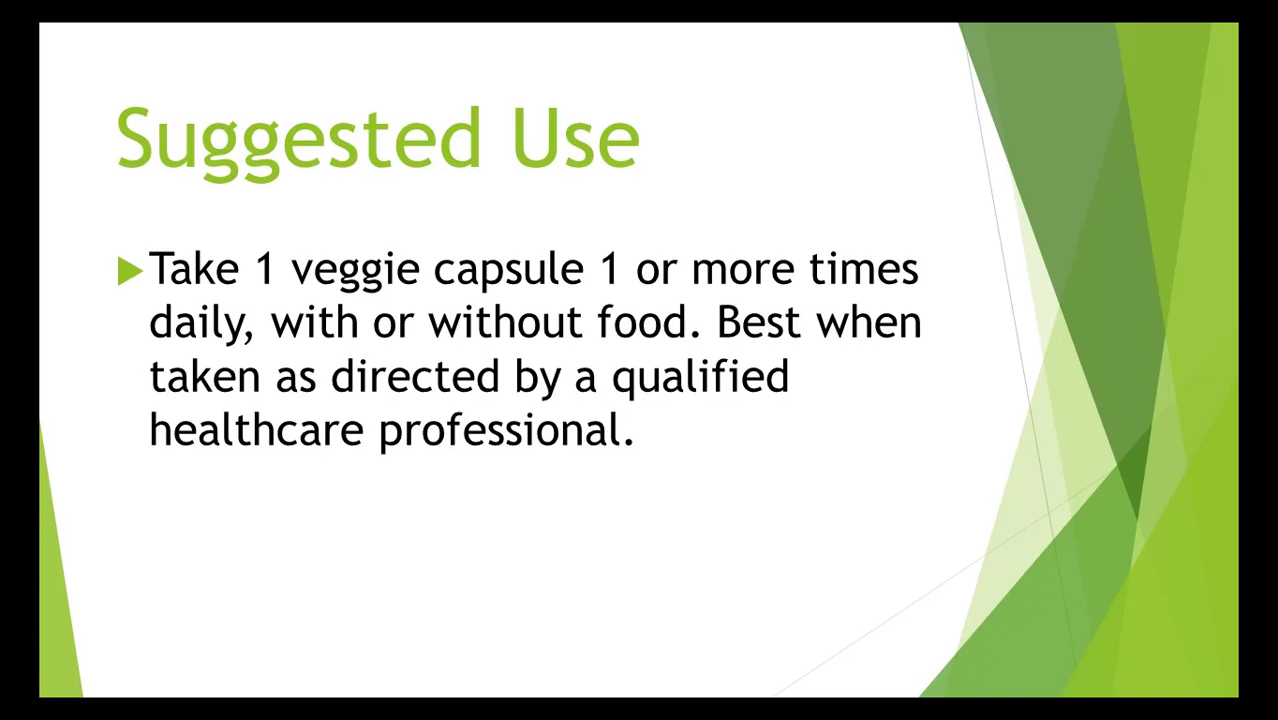 Suggested Use
Take 1 veggie capsule 1 or more times
daily, with or without food. Best when
taken as directed by a qualified
healthcare professional.